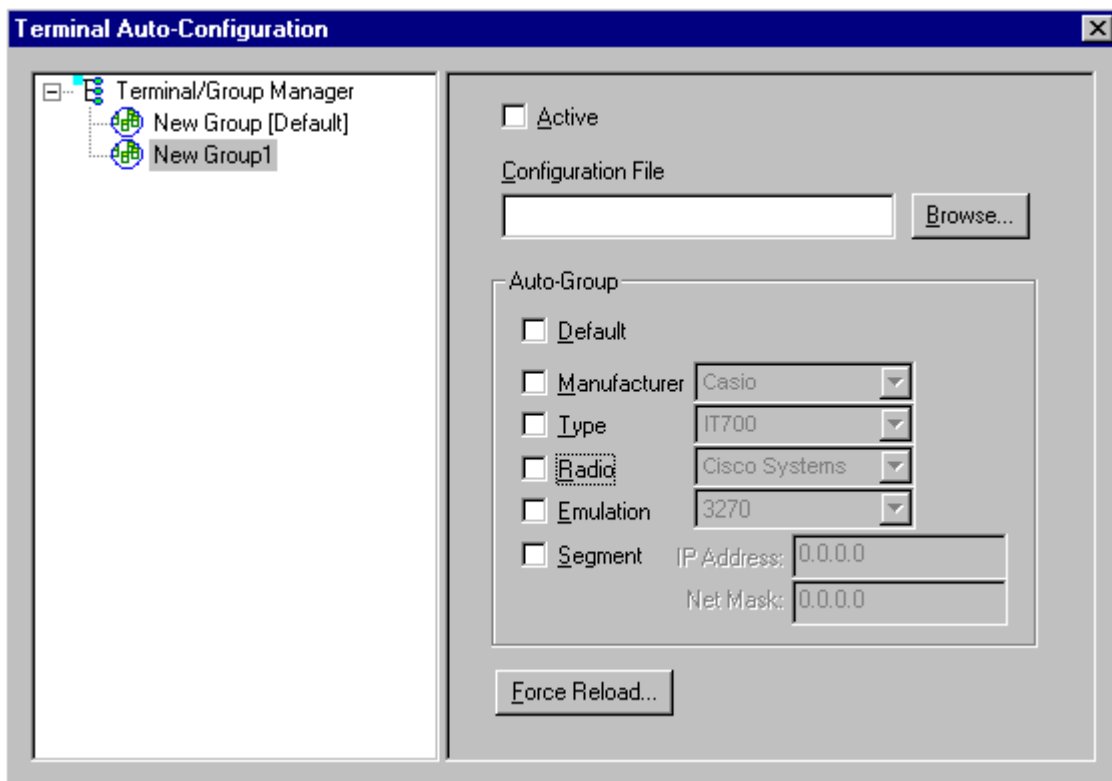 Terminal Auto-Configuration
Terminal/Group Manager
New Group [Default]
New Group1
Active
Configuration File
Browse...
Auto-Group
Default
Manufacturer Casio
Type IT700
Radio Cisco Systems
Emulation 3270
Segment IP Address: 0.0.0.0
Net Mask: 0.0.0.0
Force Reload...